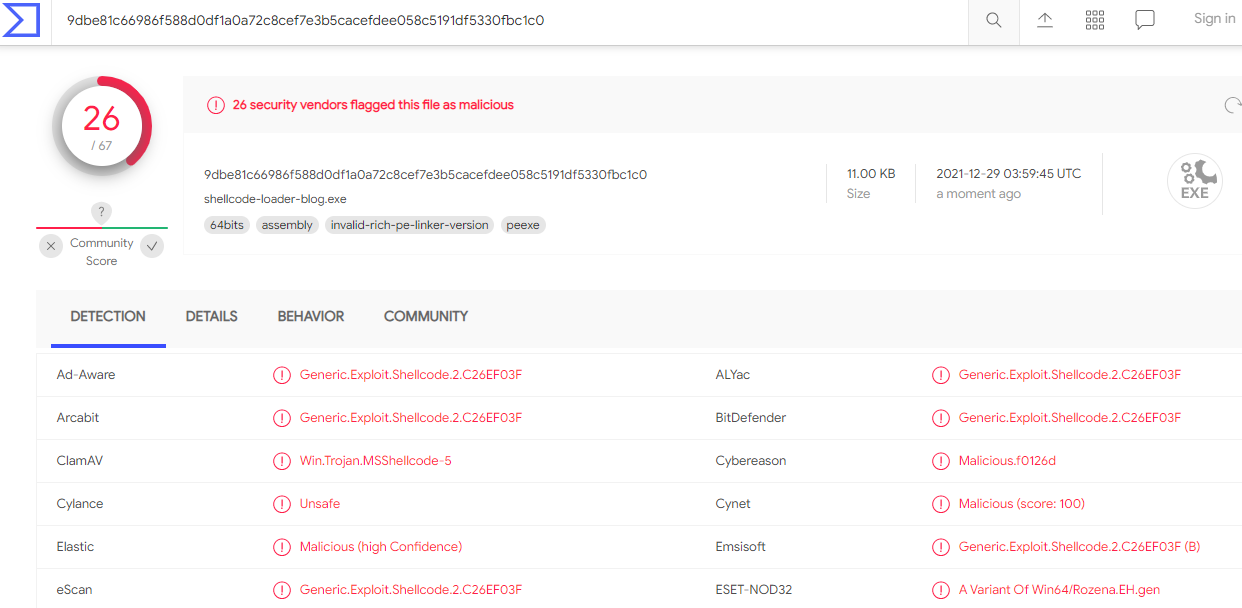 9dbe81c66986f588d0df1a0a72c8cef7e3b5cacefdee058c5191df5330fbc1c0
Sign in
26
/ 67
?
Community
Score
26 security vendors flagged this file as malicious
9dbe81c66986f588d0df1a0a72c8cef7e3b5cacefdee058c5191df5330fbc1c0
shellcode-loader-blog.exe
64bits assembly invalid-rich-pe-linker-version peexe
11.00 KB
Size
2021-12-29 03:59:45 UTC
a moment ago
EXE
DETECTION DETAILS BEHAVIOR COMMUNITY
Ad-Aware Generic.Exploit.Shellcode.2.C26EF03F ALYac Generic.Exploit.Shellcode.2.C26EF03F
Arcabit Generic.Exploit.Shellcode.2.C26EF03F BitDefender Generic.Exploit.Shellcode.2.C26EF03F
ClamAV Win.Trojan.MSShellcode-5 Cybereason Malicious.f0126d
Cylance Unsafe Cynet Malicious (score: 100)
Elastic Malicious (high Confidence) Emsisoft Generic.Exploit.Shellcode.2.C26EF03F (B)
eScan Generic.Exploit.Shellcode.2.C26EF03F ESET-NOD32 A Variant Of Win64/Rozena.EH.gen